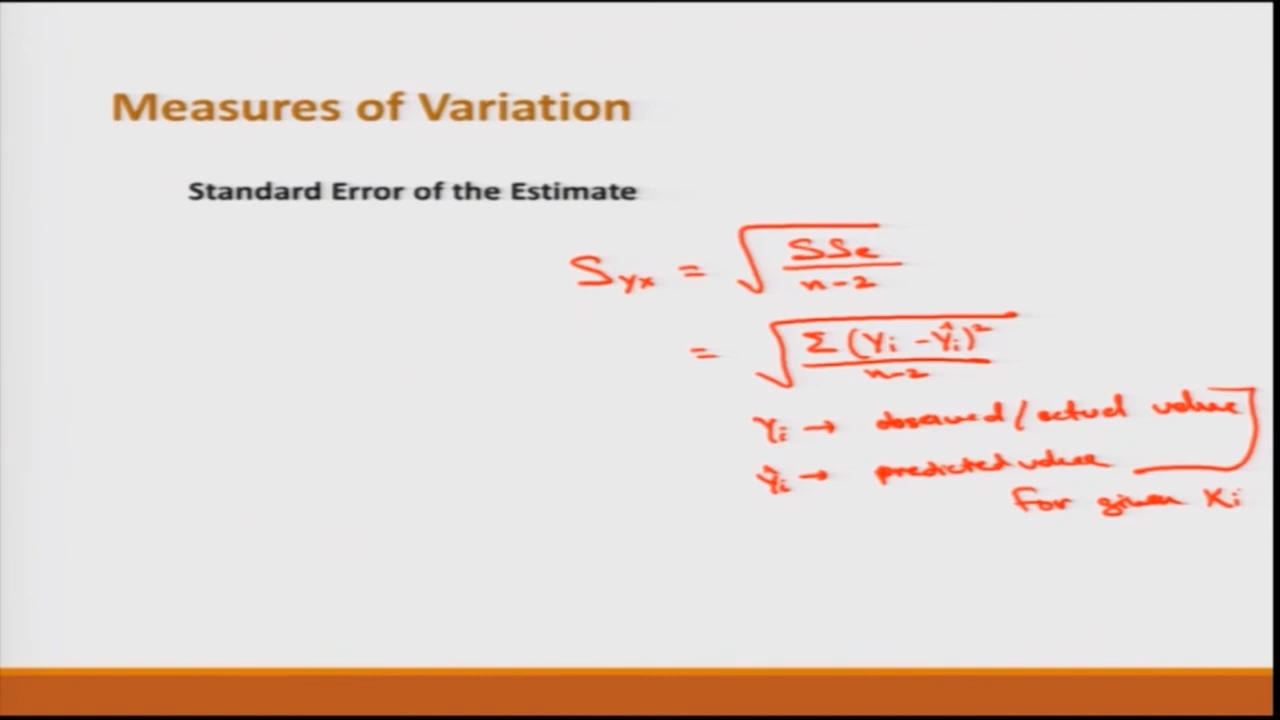 Measures of Variation
Standard Error of the Estimate
S_YX = √(SSe / n-2)
= √(Σ(Yi - Ŷi)² / n-2)
Yi → observed/actual value
Ŷi → predicted value
For given Xi